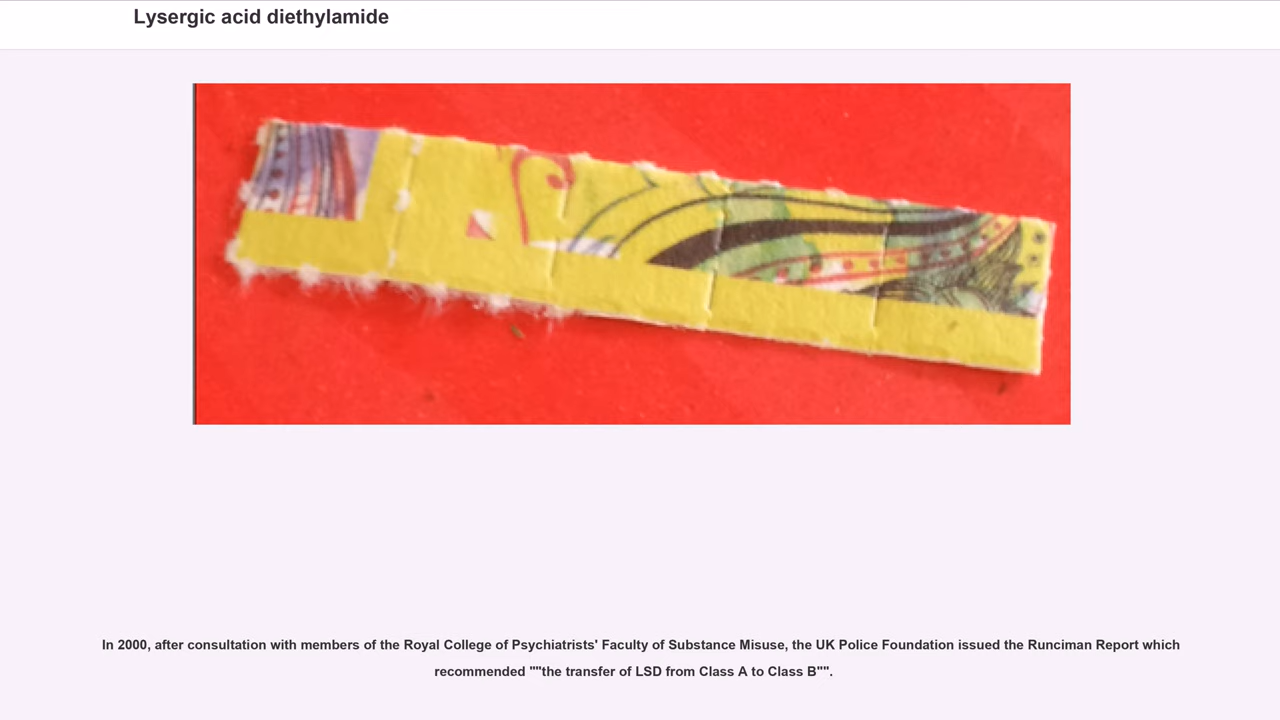 Lysergic acid diethylamide
In 2000, after consultation with members of the Royal College of Psychiatrists' Faculty of Substance Misuse, the UK Police Foundation issued the Runciman Report which
recommended ""the transfer of LSD from Class A to Class B"".